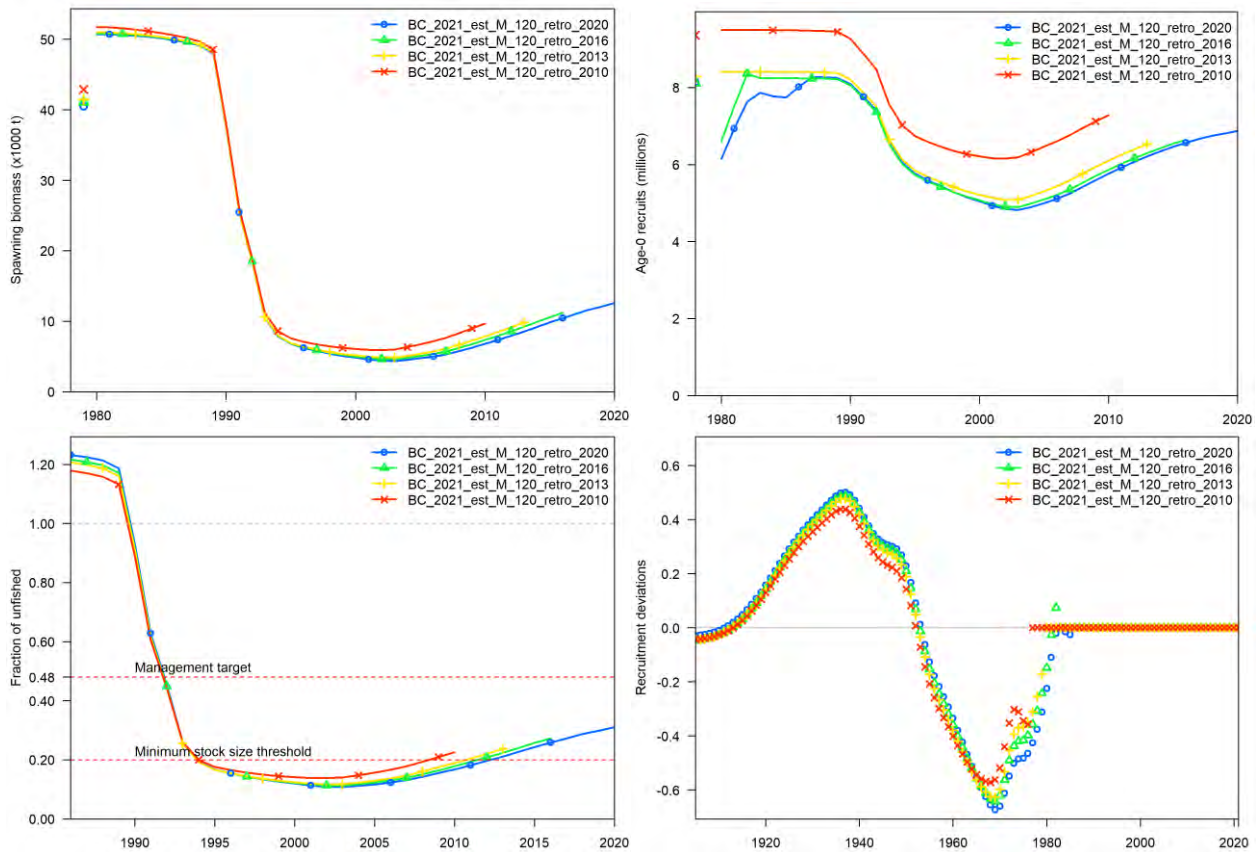 Spawning biomass (x1000 t)
50
40
30
20
10
0
1980 1990 2000 2010 2020
BC_2021_est_M_120_retro_2020
BC_2021_est_M_120_retro_2016
BC_2021_est_M_120_retro_2013
BC_2021_est_M_120_retro_2010
Age-0 recruits (millions)
8
6
4
2
0
1980 1990 2000 2010 2020
BC_2021_est_M_120_retro_2020
BC_2021_est_M_120_retro_2016
BC_2021_est_M_120_retro_2013
BC_2021_est_M_120_retro_2010
Fraction of unfished
1.20
1.00
0.80
0.60
0.48
0.40
0.20
0.00
1990 1995 2000 2005 2010 2015 2020
BC_2021_est_M_120_retro_2020
BC_2021_est_M_120_retro_2016
BC_2021_est_M_120_retro_2013
BC_2021_est_M_120_retro_2010
Management target
Minimum stock size threshold
Recruitment deviations
0.6
0.4
0.2
0.0
-0.2
-0.4
-0.6
1920 1940 1960 1980 2000 2020
BC_2021_est_M_120_retro_2020
BC_2021_est_M_120_retro_2016
BC_2021_est_M_120_retro_2013
BC_2021_est_M_120_retro_2010